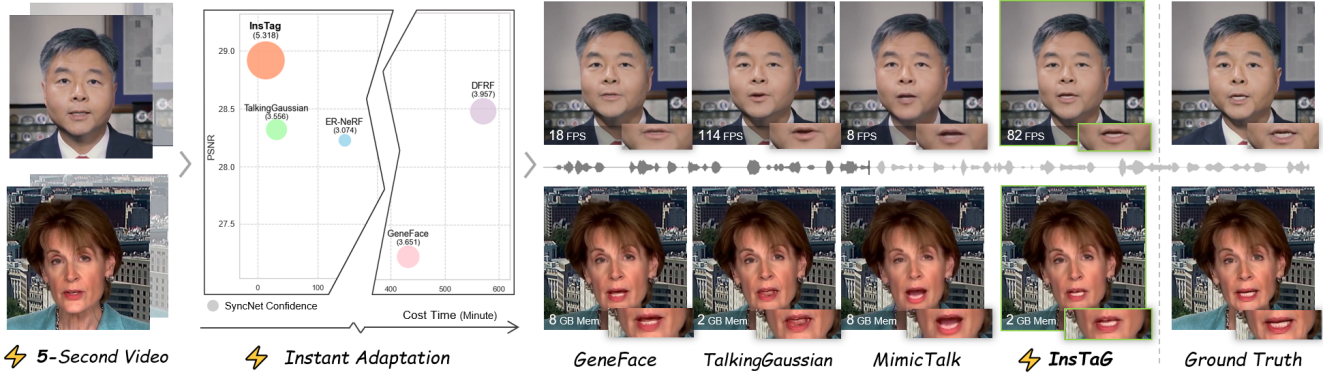 InsTag
(5.318)
29.0
DFRF
(3.957)
TalkingGaussian
(3.556)
28.5
ER-NeRF
(3.074)
PSNR
28.0
27.5
GeneFace
(3.651)
0 100 400 500 600
SyncNet Confidence
Cost Time (Minute)
18 FPS
114 FPS
8 FPS
82 FPS
8 GB Mem
2 GB Mem
8 GB Mem
2 GB Mem
5-Second Video
Instant Adaptation
GeneFace
TalkingGaussian
MimicTalk
InsTaG
Ground Truth